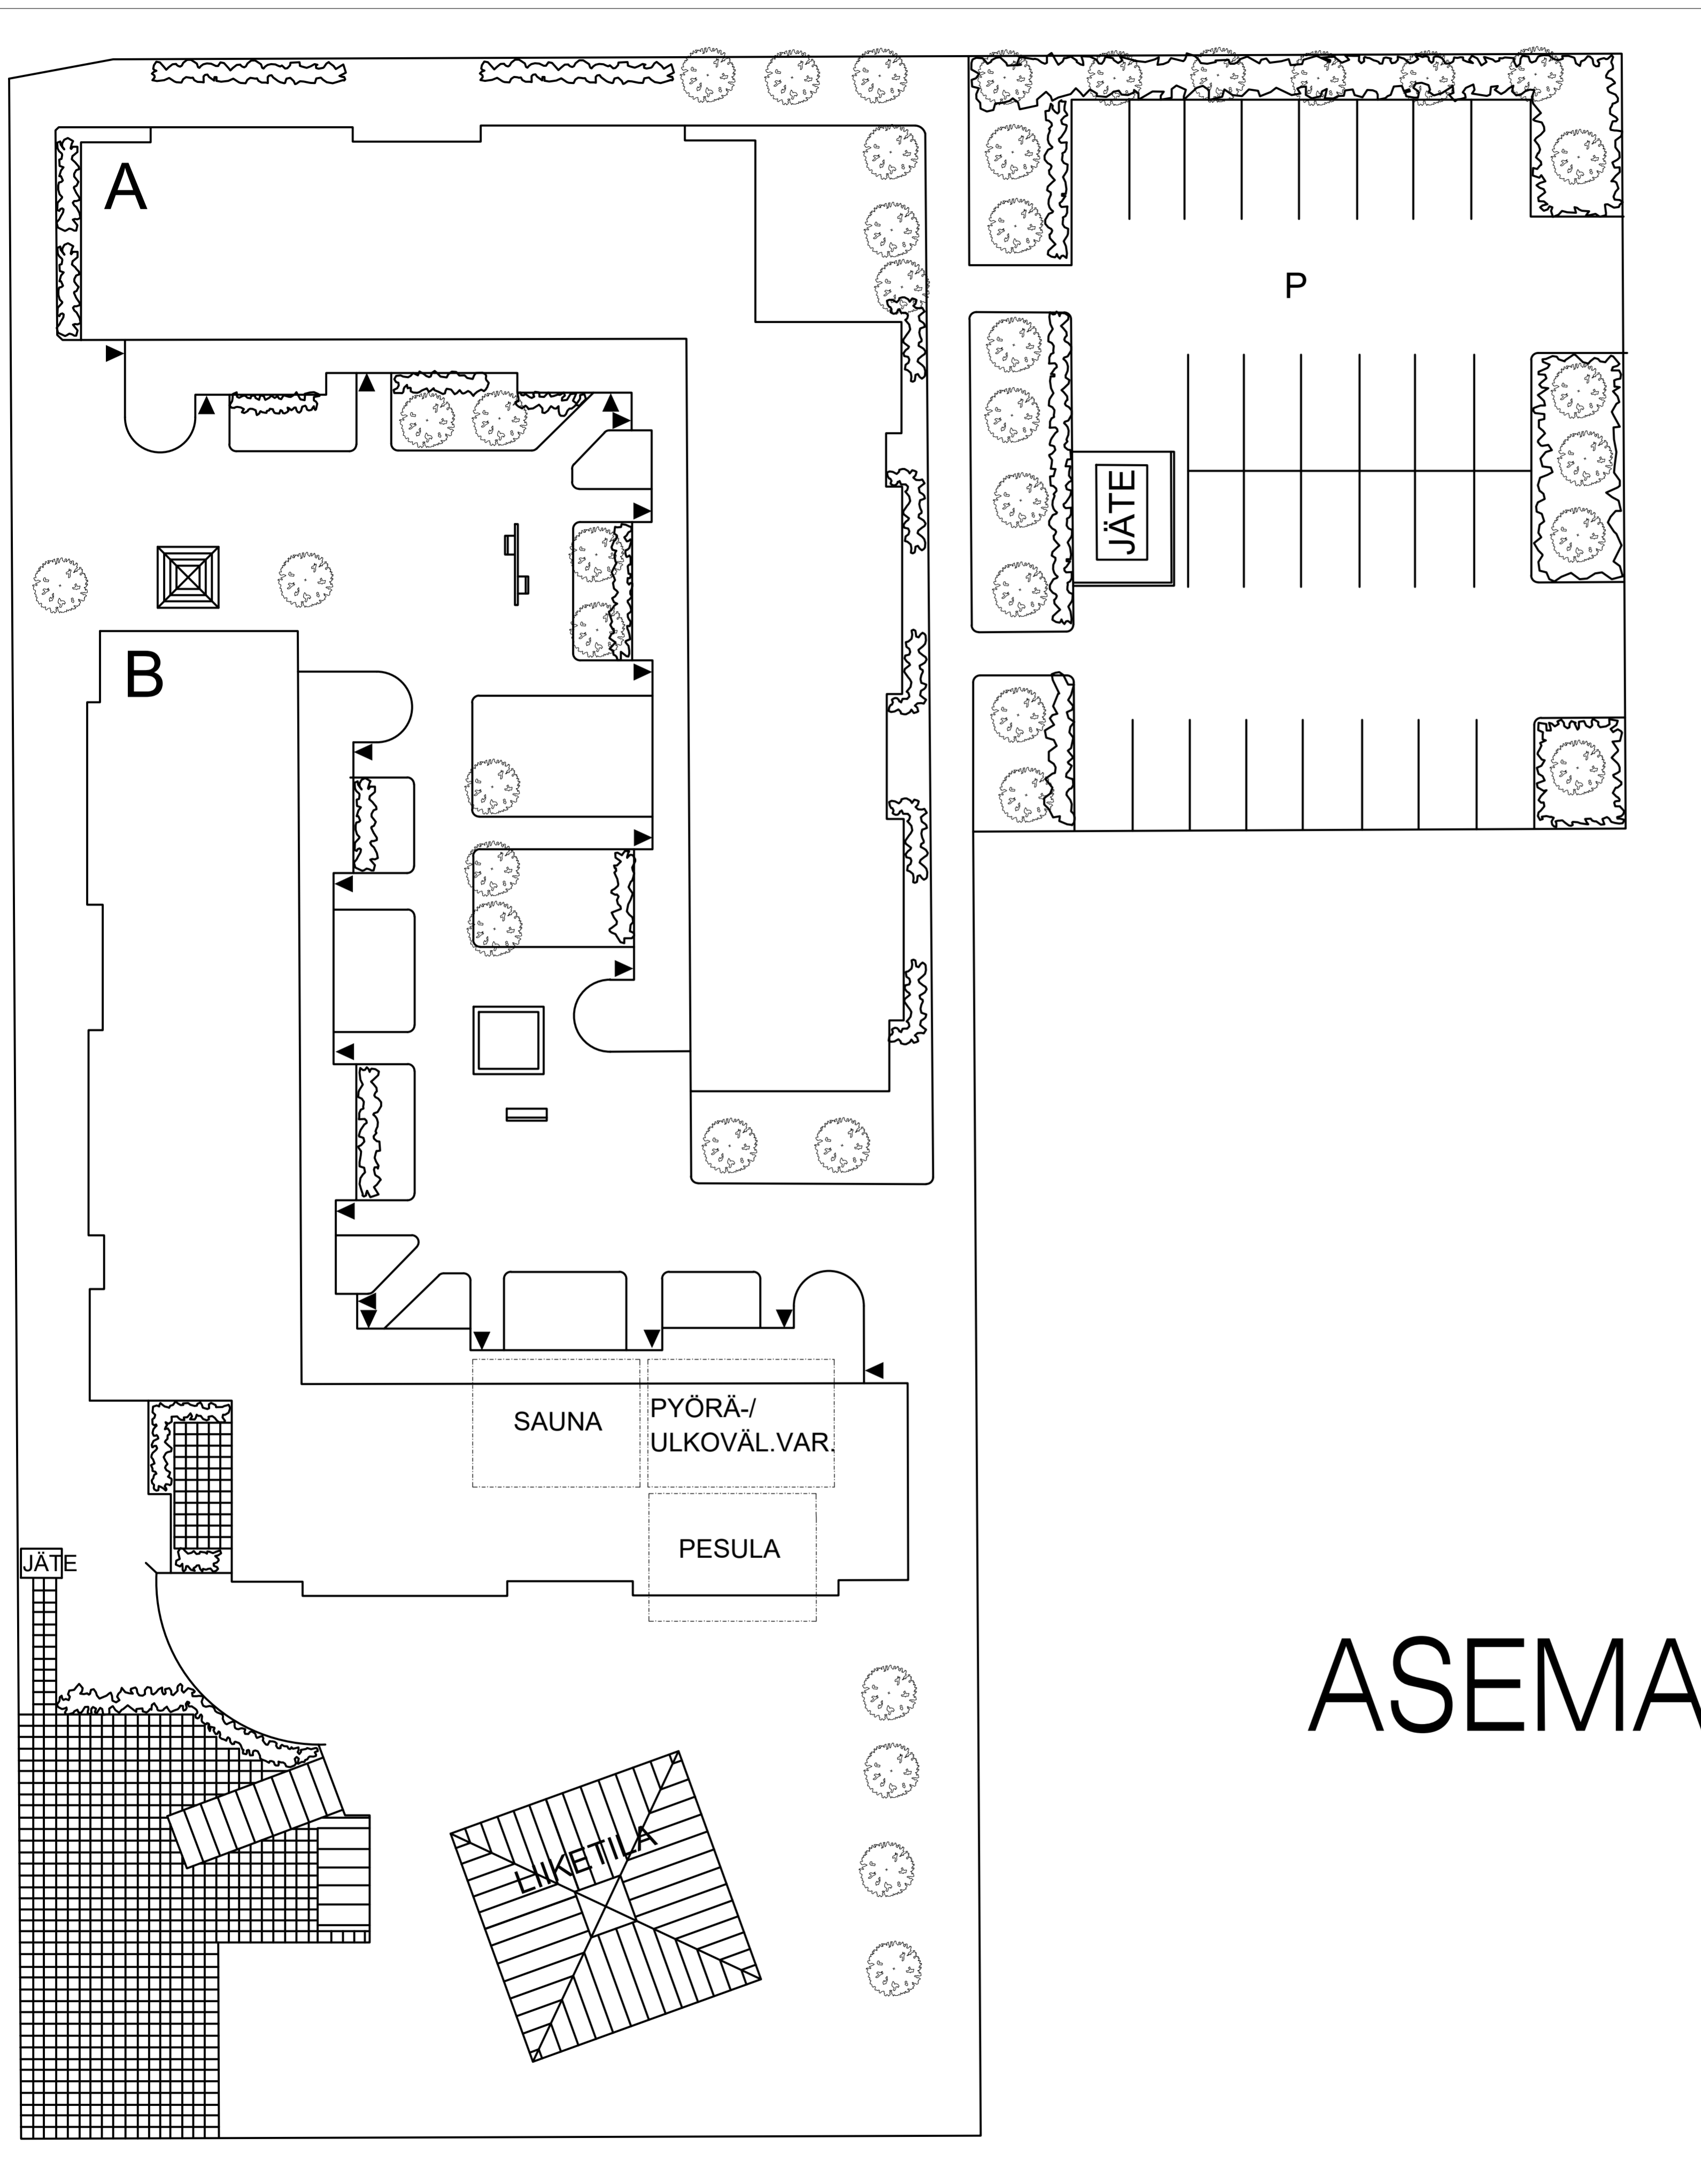 A
P
JÄTE
B
SAUNA
PYÖRÄ-/
ULKOVÄL.VAR.
PESULA
JÄTE
LIIKETILA
ASEMA